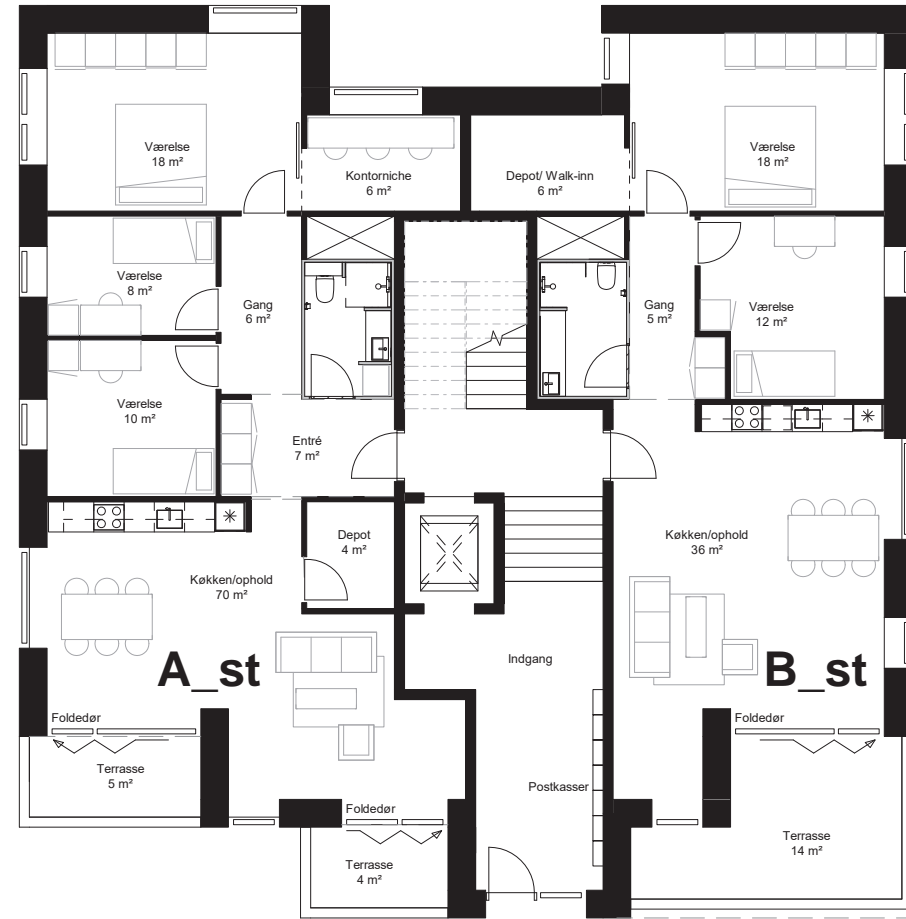 Værelse
18 m²
Kontorniche
6 m²
Depot/ Walk-inn
6 m²
Værelse
18 m²
Værelse
8 m²
Gang
6 m²
Gang
5 m²
Værelse
12 m²
Værelse
10 m²
Entré
7 m²
Depot
4 m²
Køkken/ophold
36 m²
Køkken/ophold
70 m²
Indgang
A_st
B_st
Foldedør
Foldedør
Terrasse
5 m²
Postkasser
Foldedør
Terrasse
14 m²
Terrasse
4 m²